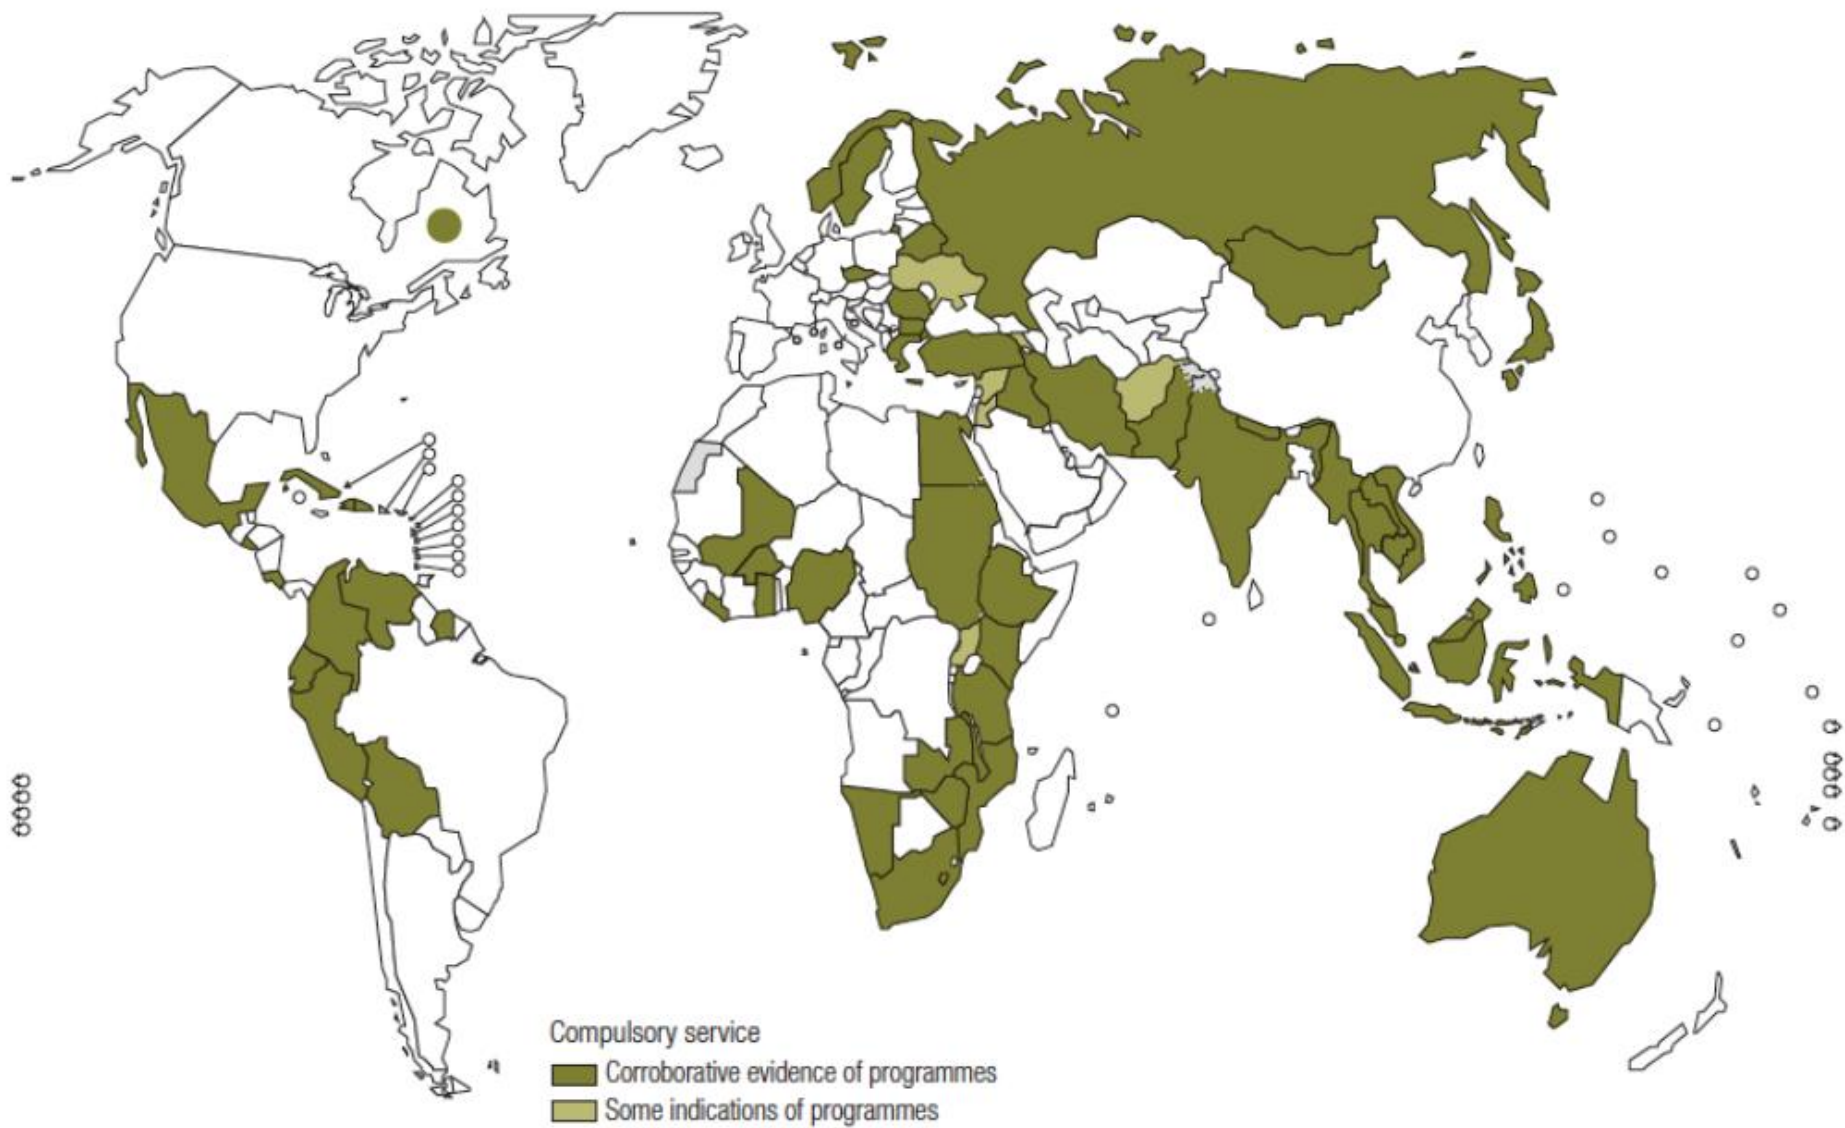 Compulsory service
Corroborative evidence of programmes
Some indications of programmes